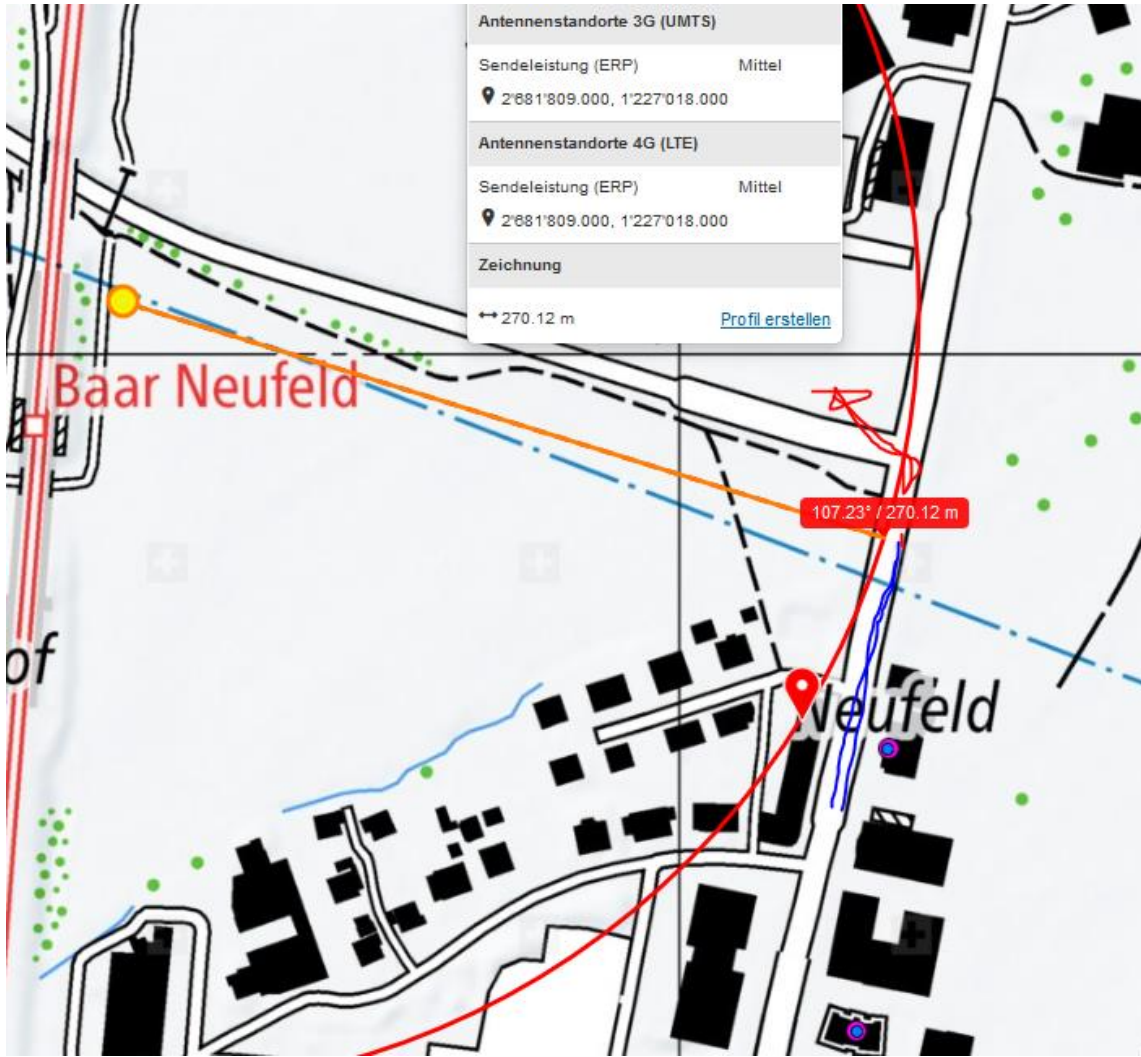 Antennenstandorte 3G (UMTS)
Sendeleistung (ERP) Mittel
2'681'809.000, 1'227'018.000
Antennenstandorte 4G (LTE)
Sendeleistung (ERP) Mittel
2'681'809.000, 1'227'018.000
Zeichnung
270.12 m Profil erstellen
Baar Neufeld
107.23° / 270.12 m
of
Neufeld